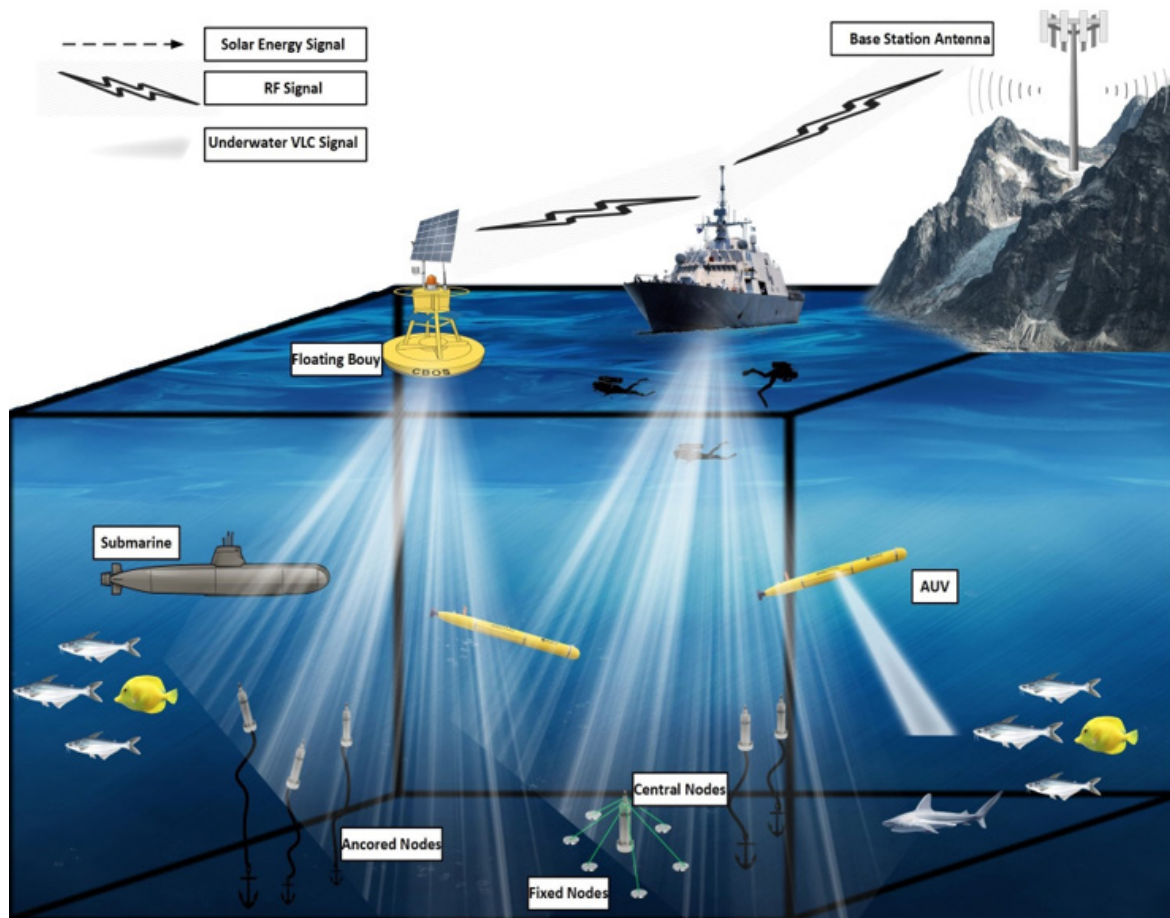 Solar Energy Signal
RF Signal
Underwater VLC Signal
Base Station Antenna
Floating Bouy
CBOS
Submarine
AUV
Central Nodes
Ancored Nodes
Fixed Nodes